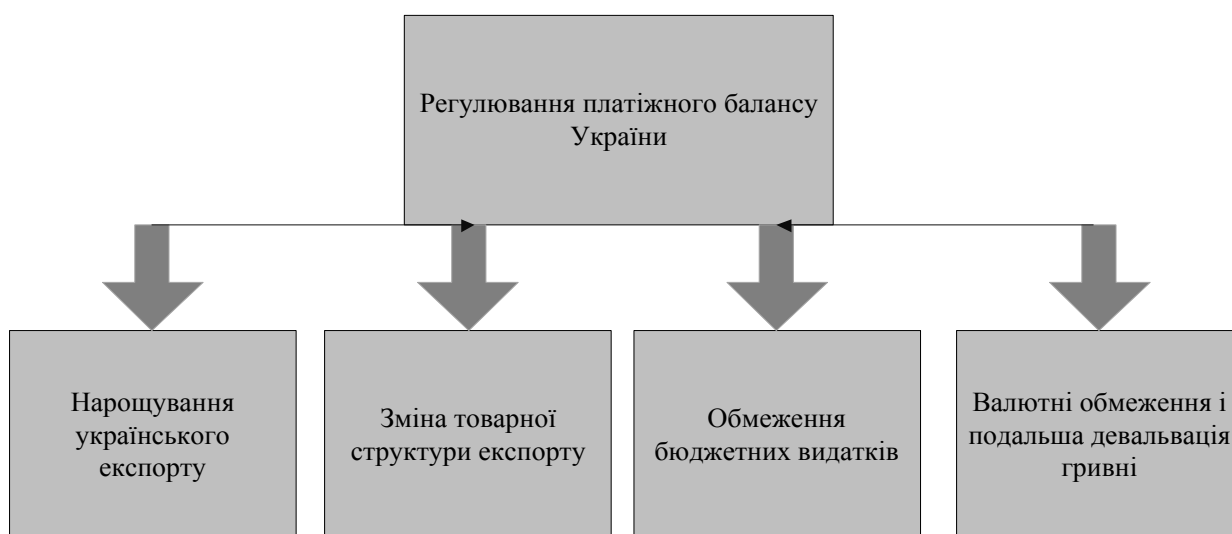 Регулювання платіжного балансу
України
Нарощування
українського
експорту
Зміна товарної
структури експорту
Обмеження
бюджетних видатків
Валютні обмеження і
подальша девальвація
гривні